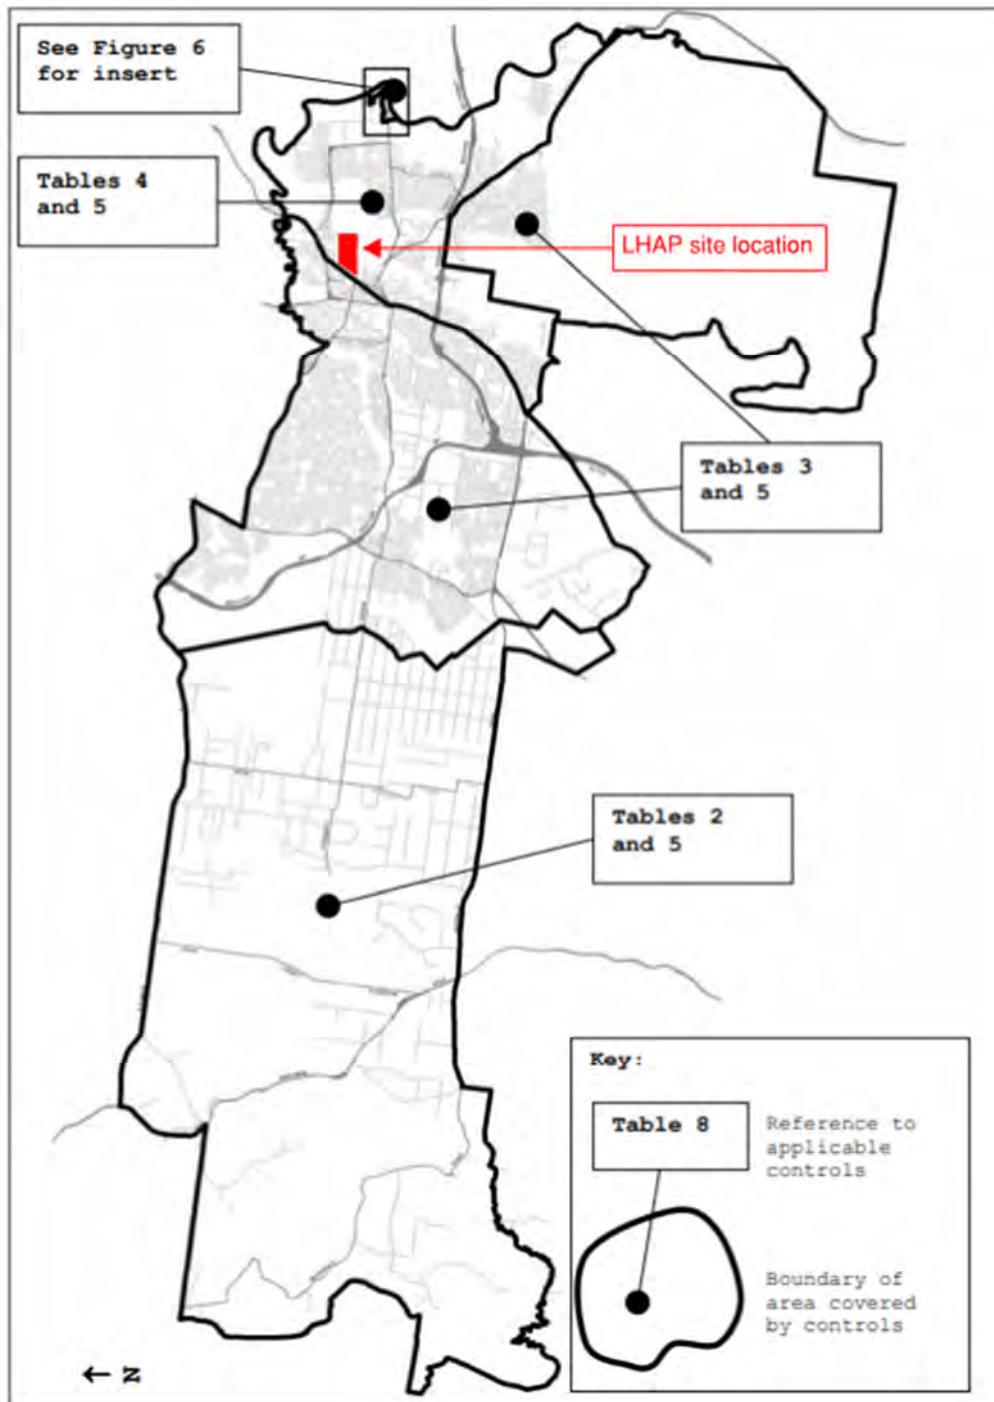 See Figure 6
for insert
Tables 4
and 5
LHAP site location
Tables 3
and 5
Tables 2
and 5
Key:
Table 8
Reference to
applicable
controls
Boundary of
area covered
by controls
← N